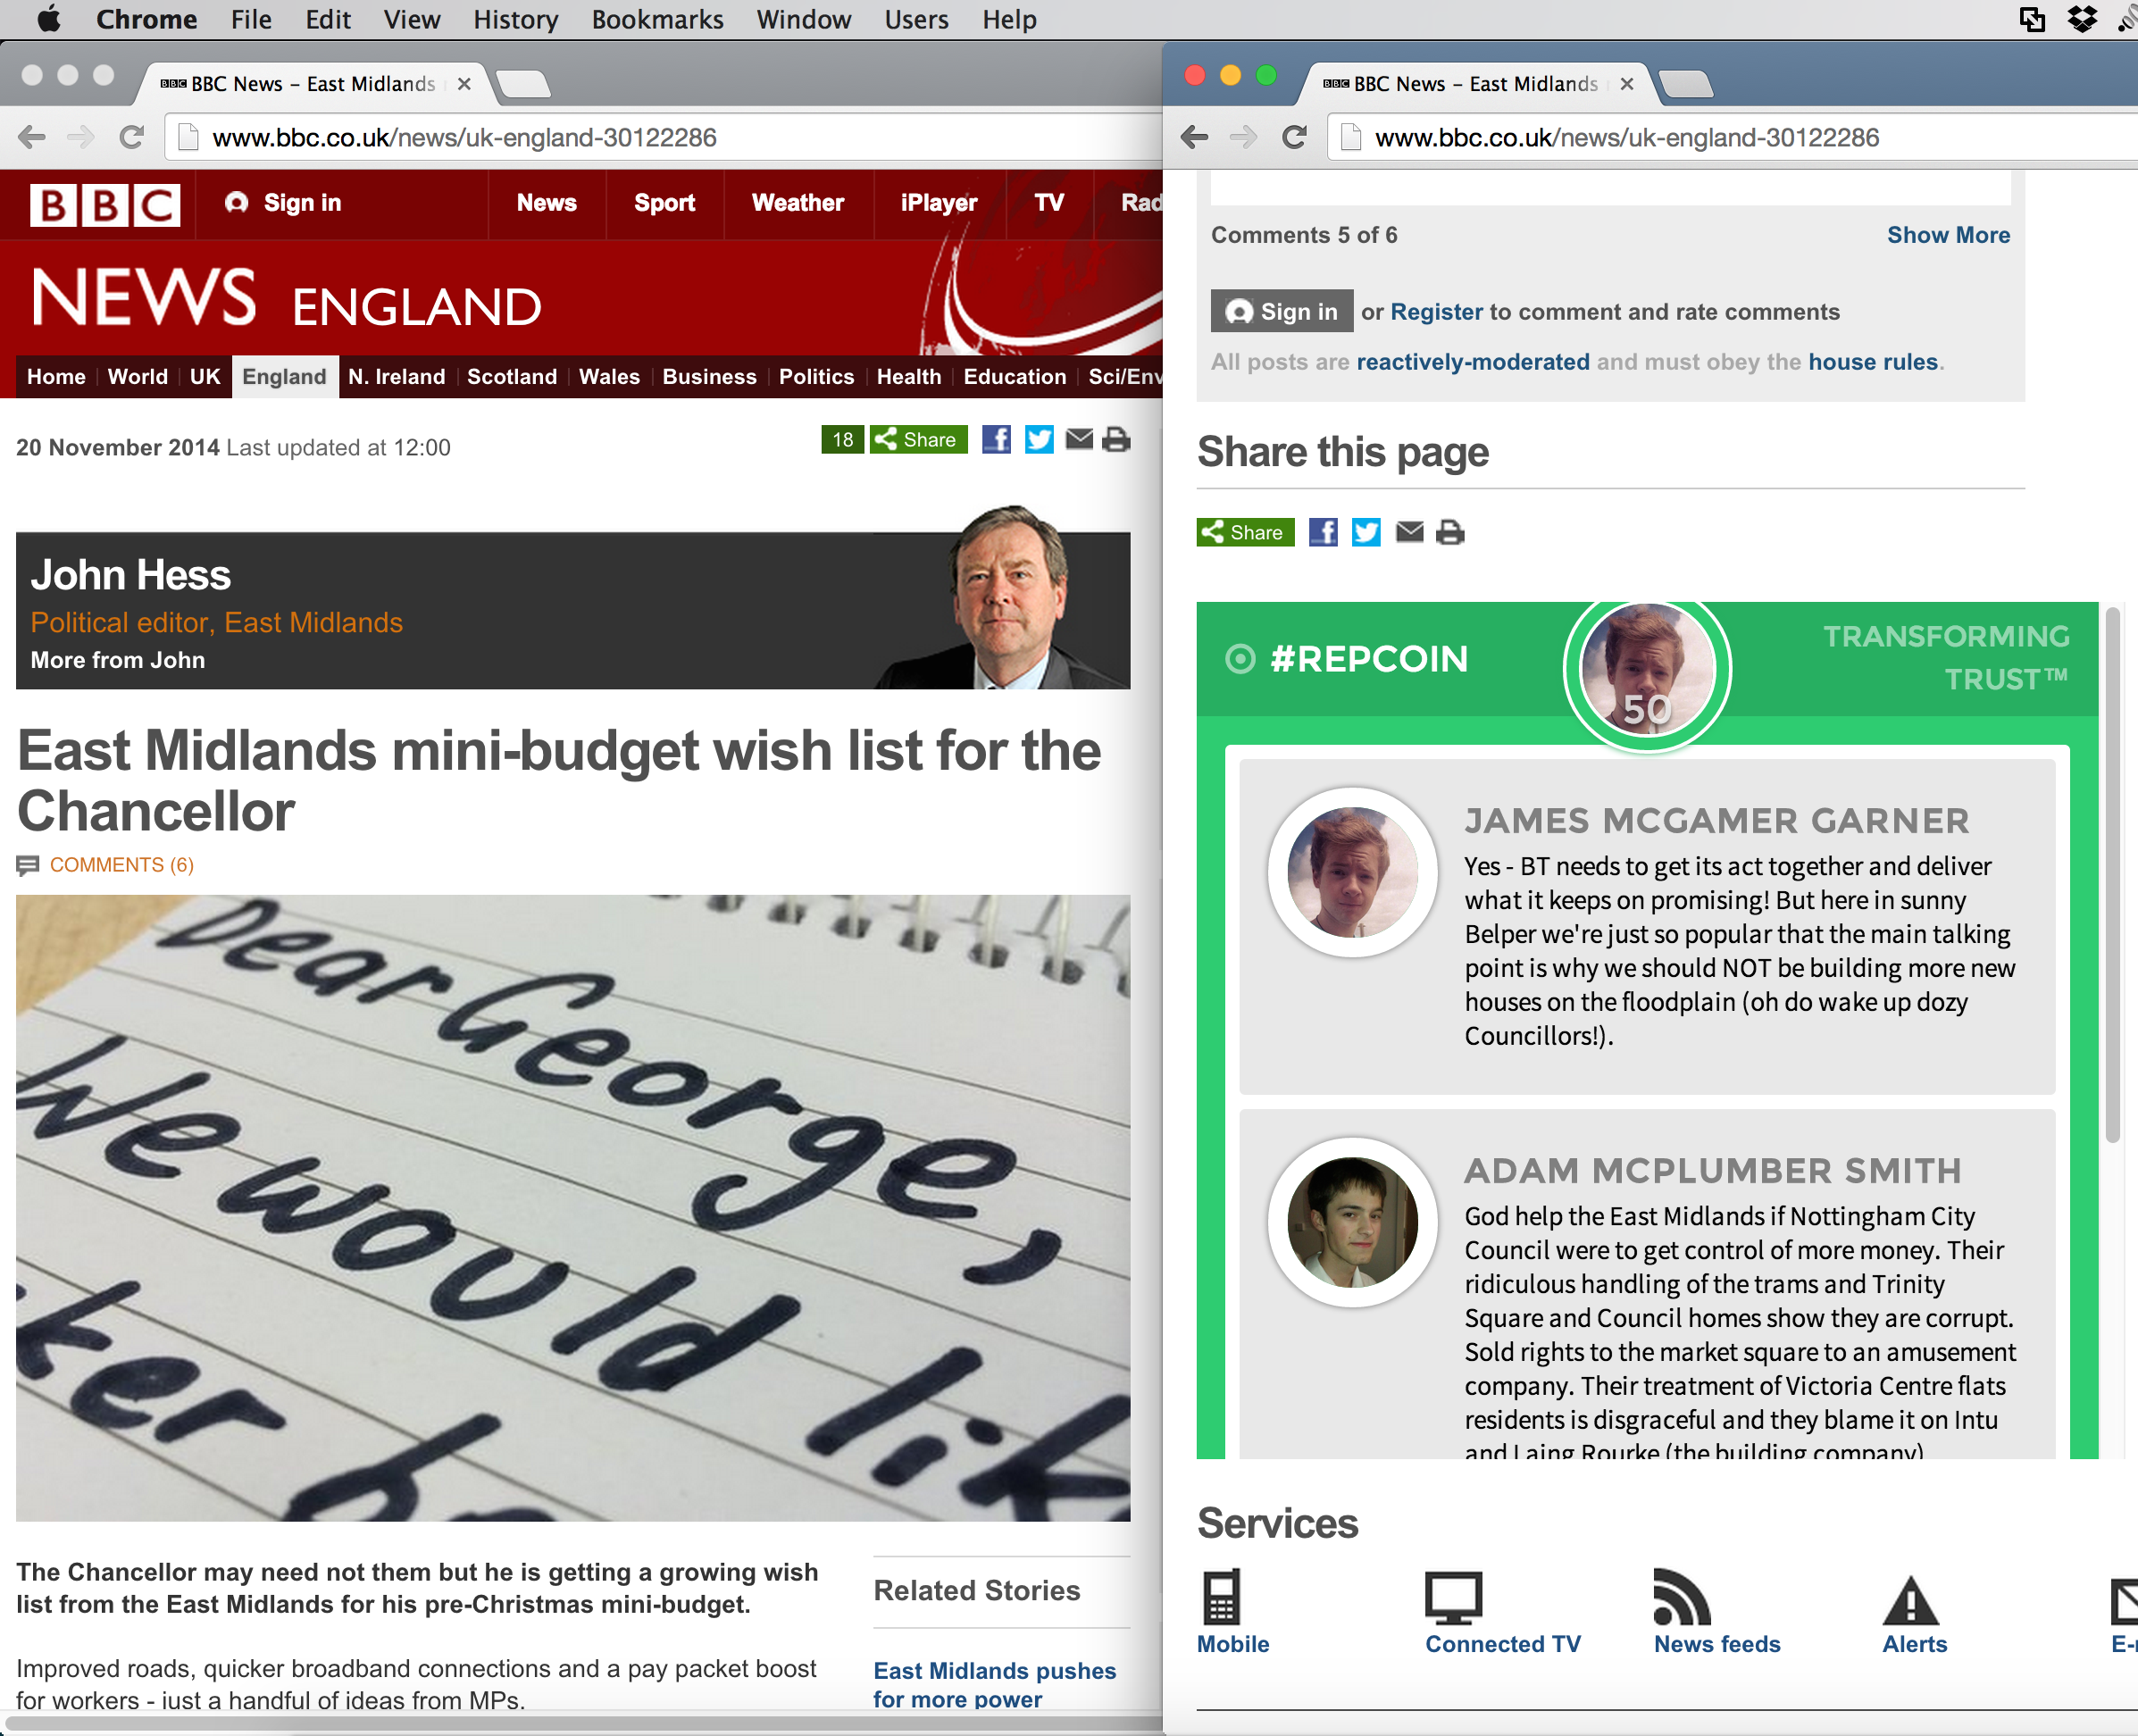 Chrome File Edit View History Bookmarks Window Users Help
BBC BBC News – East Midlands
www.bbc.co.uk/news/uk-england-30122286
BBC Sign in News Sport Weather iPlayer TV Rad
NEWS ENGLAND
Home World UK England N. Ireland Scotland Wales Business Politics Health Education Sci/Env
20 November 2014 Last updated at 12:00
18 Share
John Hess
Political editor, East Midlands
More from John
East Midlands mini-budget wish list for the
Chancellor
COMMENTS (6)
Dear George,
We would lik
ker b
The Chancellor may need not them but he is getting a growing wish
list from the East Midlands for his pre-Christmas mini-budget.
Improved roads, quicker broadband connections and a pay packet boost
for workers - just a handful of ideas from MPs.
Related Stories
East Midlands pushes
for more power
BBC BBC News – East Midlands
www.bbc.co.uk/news/uk-england-30122286
Comments 5 of 6 Show More
Sign in or Register to comment and rate comments
All posts are reactively-moderated and must obey the house rules.
Share this page
Share
#REPCOIN
50
TRANSFORMING
TRUST™
JAMES MCGAMER GARNER
Yes - BT needs to get its act together and deliver
what it keeps on promising! But here in sunny
Belper we're just so popular that the main talking
point is why we should NOT be building more new
houses on the floodplain (oh do wake up dozy
Councillors!).
ADAM MCPLUMBER SMITH
God help the East Midlands if Nottingham City
Council were to get control of more money. Their
ridiculous handling of the trams and Trinity
Square and Council homes show they are corrupt.
Sold rights to the market square to an amusement
company. Their treatment of Victoria Centre flats
residents is disgraceful and they blame it on Intu
and Laing Rourke (the building company)
Services
Mobile Connected TV News feeds Alerts E-